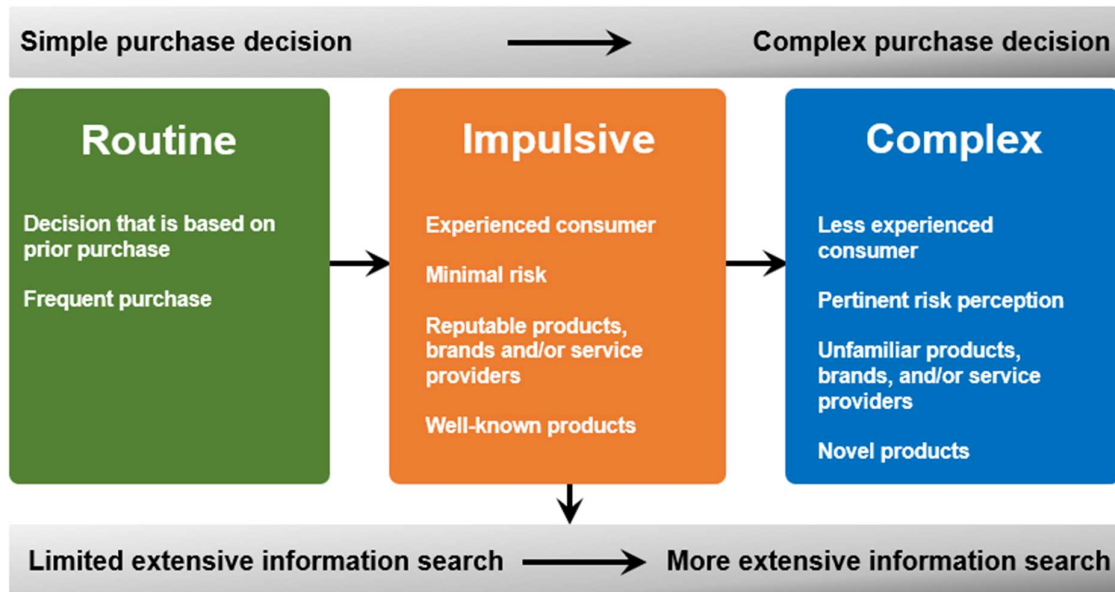 Simple purchase decision
Complex purchase decision
Routine
Decision that is based on
prior purchase
Frequent purchase
Impulsive
Experienced consumer
Minimal risk
Reputable products,
brands and/or service
providers
Well-known products
Complex
Less experienced
consumer
Pertinent risk perception
Unfamiliar products,
brands, and/or service
providers
Novel products
Limited extensive information search
More extensive information search